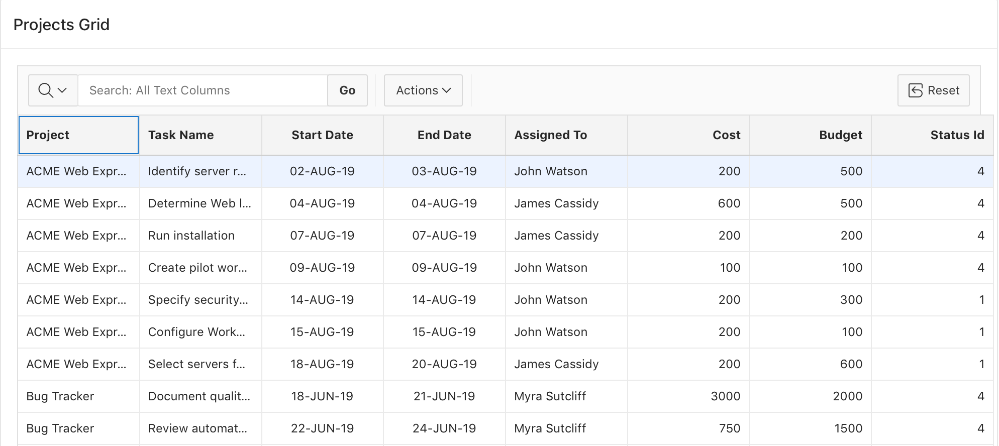 Projects Grid
Search: All Text Columns Go Actions Reset
Project Task Name Start Date End Date Assigned To Cost Budget Status Id
ACME Web Expr... Identify server r... 02-AUG-19 03-AUG-19 John Watson 200 500 4
ACME Web Expr... Determine Web l... 04-AUG-19 04-AUG-19 James Cassidy 600 500 4
ACME Web Expr... Run installation 07-AUG-19 07-AUG-19 James Cassidy 200 200 4
ACME Web Expr... Create pilot wor... 09-AUG-19 09-AUG-19 John Watson 100 100 4
ACME Web Expr... Specify security... 14-AUG-19 14-AUG-19 John Watson 200 300 1
ACME Web Expr... Configure Work... 15-AUG-19 15-AUG-19 John Watson 200 100 1
ACME Web Expr... Select servers f... 18-AUG-19 20-AUG-19 James Cassidy 200 600 1
Bug Tracker Document qualit... 18-JUN-19 21-JUN-19 Myra Sutcliff 3000 2000 4
Bug Tracker Review automat... 22-JUN-19 24-JUN-19 Myra Sutcliff 750 1500 4